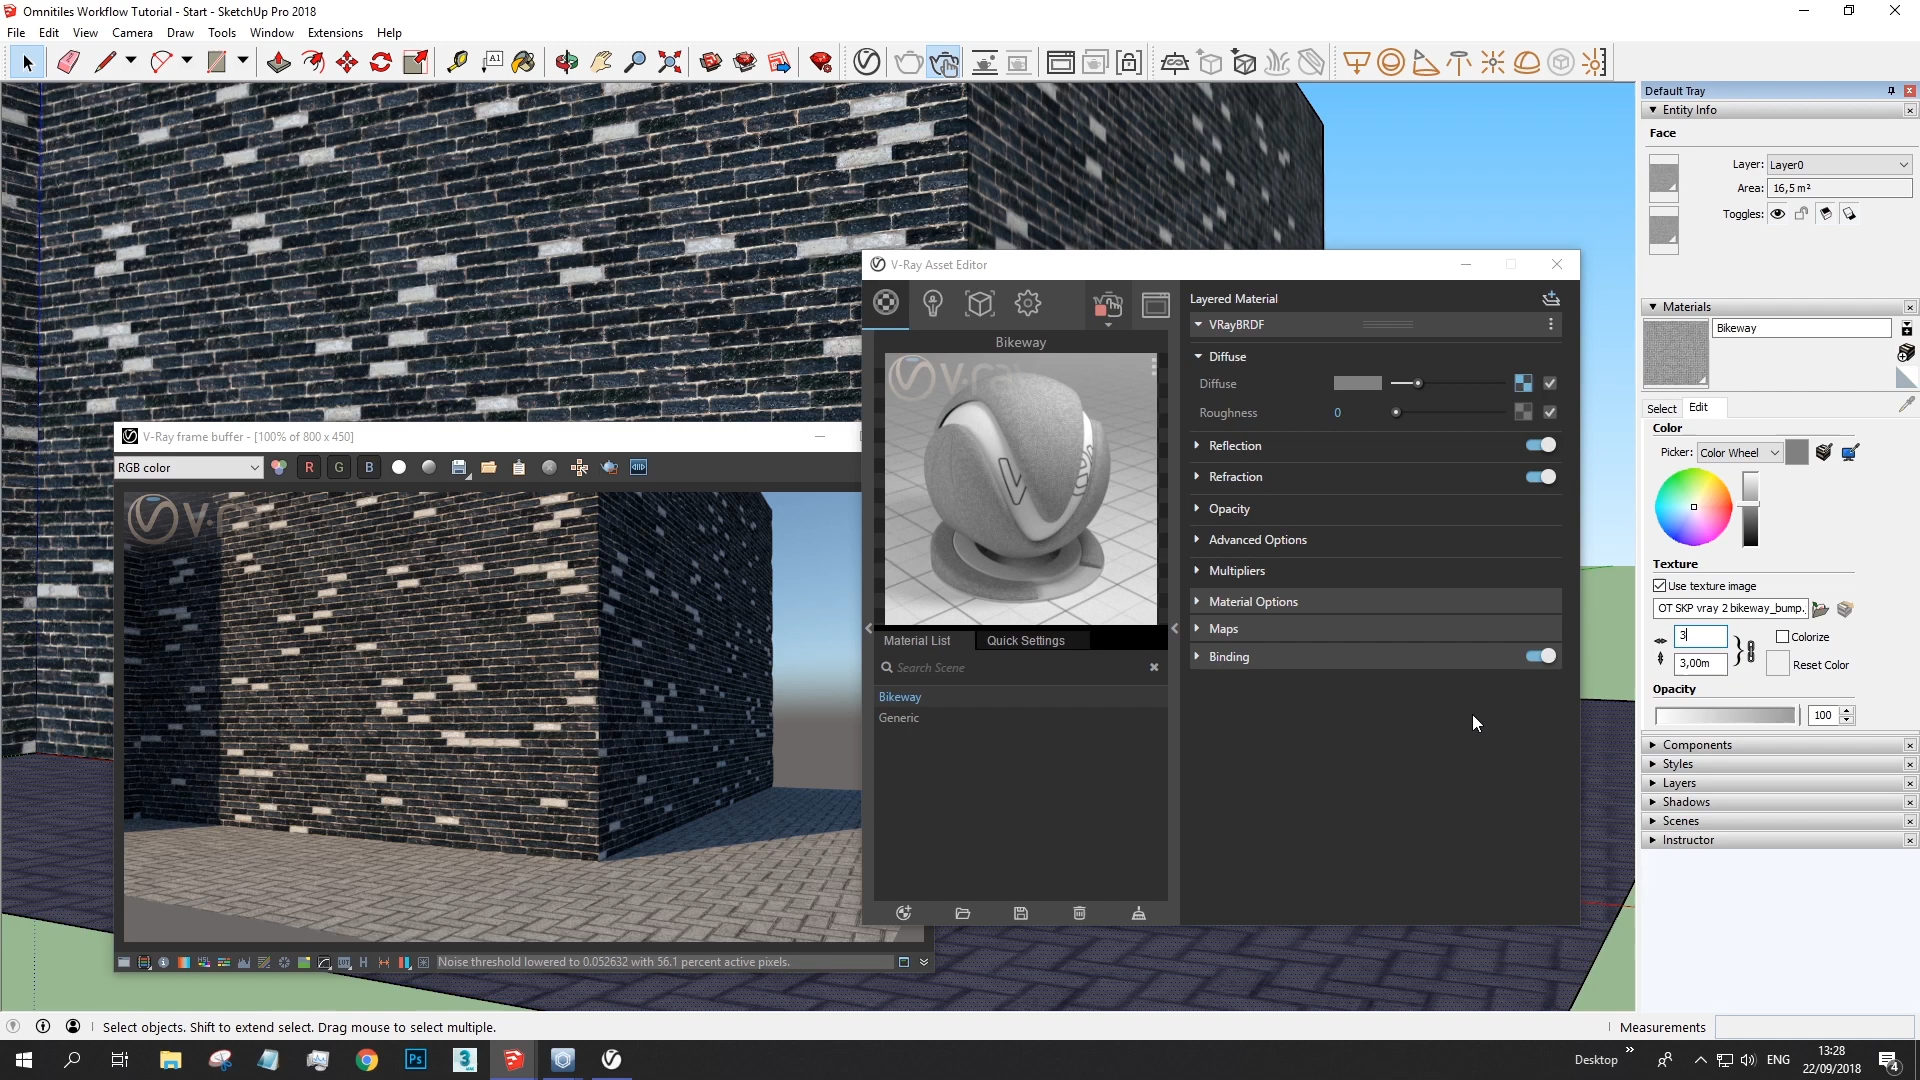 Omnitiles Workflow Tutorial - Start - SketchUp Pro 2018
File Edit View Camera Draw Tools Window Extensions Help
A1
Default Tray
Entity Info
Face
Layer: Layer0
Area: 16,5 m²
Toggles:
Materials
Bikeway
Select Edit
Color
Picker: Color Wheel
Texture
Use texture image
OT SKP vray 2 bikeway_bump.
3
Colorize
3,00m
Reset Color
Opacity
100
Components
Styles
Layers
Shadows
Scenes
Instructor
V-Ray Asset Editor
Bikeway
Material List Quick Settings
Search Scene
Bikeway
Generic
Layered Material
VRayBRDF
Diffuse
Diffuse
Roughness 0
Reflection
Refraction
Opacity
Advanced Options
Multipliers
Material Options
Maps
Binding
V-Ray frame buffer - [100% of 800 x 450]
RGB color R G B
Noise threshold lowered to 0.052632 with 56.1 percent active pixels.
Select objects. Shift to extend select. Drag mouse to select multiple.
Measurements
Ps
3
Desktop
ENG
13:28
22/09/2018
4